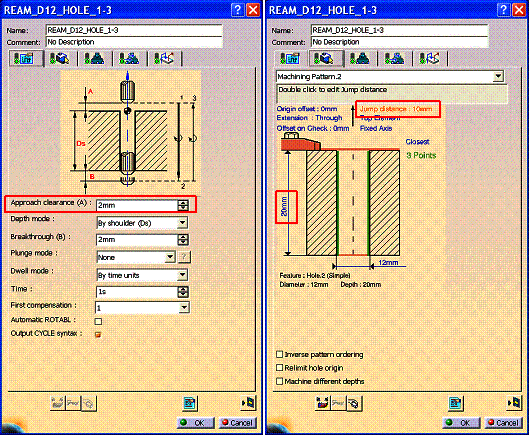 REAM_D12_HOLE_1-3
Name: REAM_D12_HOLE_1-3
Comment: No Description
A
1
3
Ds
B
2
Approach clearance (A) : 2mm
Depth mode : By shoulder (Ds)
Breakthrough (B) : 2mm
Plunge mode : None ?
Dwell mode : By time units
Time : 1s
First compensation : 1
Automatic ROTABL :
Output CYCLE syntax :
OK Cancel
REAM_D12_HOLE_1-3
Name: REAM_D12_HOLE_1-3
Comment: No Description
Machining Pattern.2
Double click to edit Jump distance
Origin offset : 0mm Jump distance : 10mm
Extension : Through Top Element
Offset on Check : 0mm Fixed Axis
Closest
3 Points
20mm
12mm
Feature : Hole.2 (Simple)
Diameter : 12mm Depth : 20mm
Inverse pattern ordering
Relimit hole origin
Machine different depths
OK Cancel